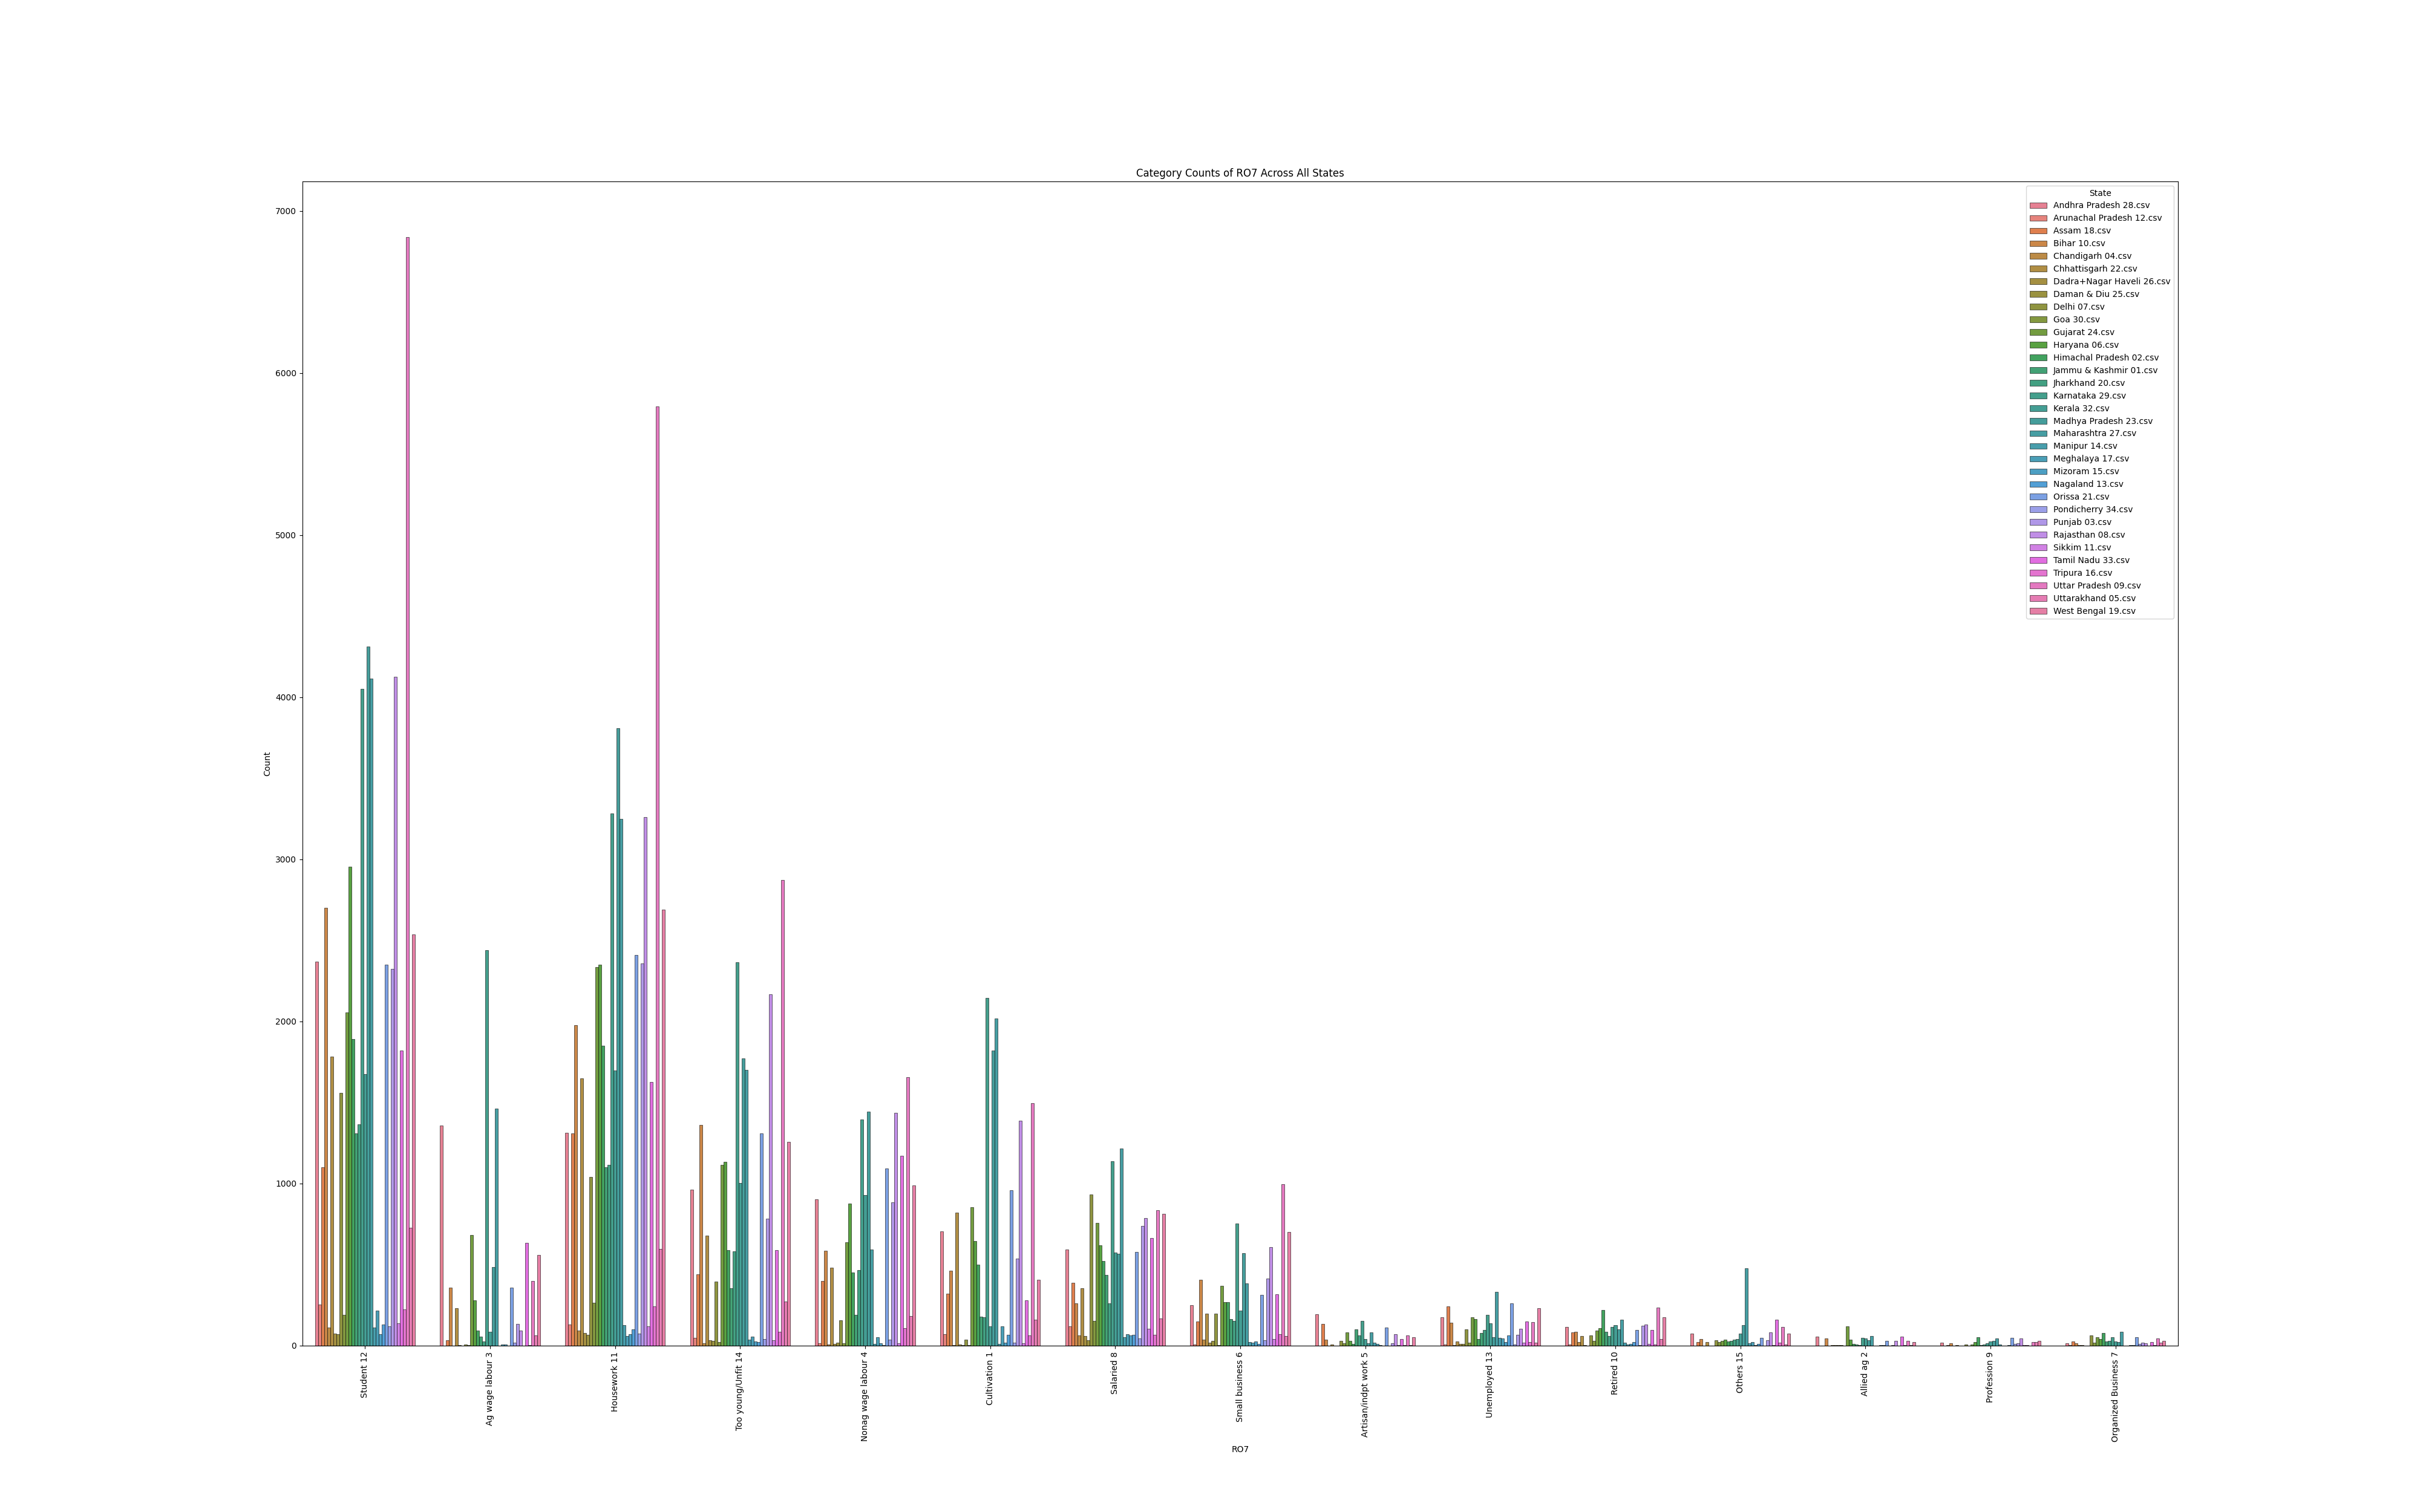 Category Counts of RO7 Across All States
7000
6000
5000
4000
3000
2000
1000
0
Count
State
Andhra Pradesh 28.csv
Arunachal Pradesh 12.csv
Assam 18.csv
Bihar 10.csv
Chandigarh 04.csv
Chhattisgarh 22.csv
Dadra+Nagar Haveli 26.csv
Daman & Diu 25.csv
Delhi 07.csv
Goa 30.csv
Gujarat 24.csv
Haryana 06.csv
Himachal Pradesh 02.csv
Jammu & Kashmir 01.csv
Jharkhand 20.csv
Karnataka 29.csv
Kerala 32.csv
Madhya Pradesh 23.csv
Maharashtra 27.csv
Manipur 14.csv
Meghalaya 17.csv
Mizoram 15.csv
Nagaland 13.csv
Orissa 21.csv
Pondicherry 34.csv
Punjab 03.csv
Rajasthan 08.csv
Sikkim 11.csv
Tamil Nadu 33.csv
Tripura 16.csv
Uttar Pradesh 09.csv
Uttarakhand 05.csv
West Bengal 19.csv
Student 12
Ag wage labour 3
Housework 11
Too young/Unfit 14
Nonag wage labour 4
Cultivation 1
Salaried 8
Small business 6
Artisan/indpt work 5
Unemployed 13
Retired 10
Others 15
Allied ag 2
Profession 9
Organized Business 7
RO7